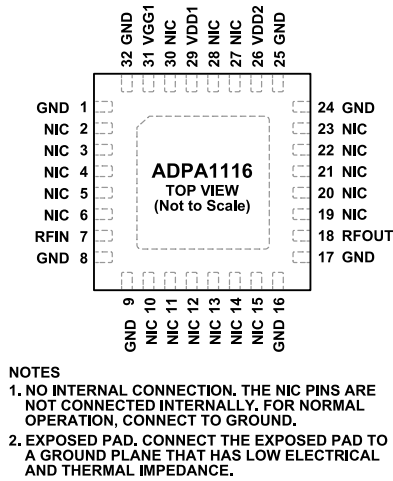 32 GND
31 VGG1
30 NIC
29 VDD1
28 NIC
27 NIC
26 VDD2
25 GND
GND 1
NIC 2
NIC 3
NIC 4
NIC 5
NIC 6
RFIN 7
GND 8
ADPA1116
TOP VIEW
(Not to Scale)
24 GND
23 NIC
22 NIC
21 NIC
20 NIC
19 NIC
18 RFOUT
17 GND
GND 9
NIC 10
NIC 11
NIC 12
NIC 13
NIC 14
NIC 15
GND 16
NOTES
1. NO INTERNAL CONNECTION. THE NIC PINS ARE
NOT CONNECTED INTERNALLY. FOR NORMAL
OPERATION, CONNECT TO GROUND.
2. EXPOSED PAD. CONNECT THE EXPOSED PAD TO
A GROUND PLANE THAT HAS LOW ELECTRICAL
AND THERMAL IMPEDANCE.